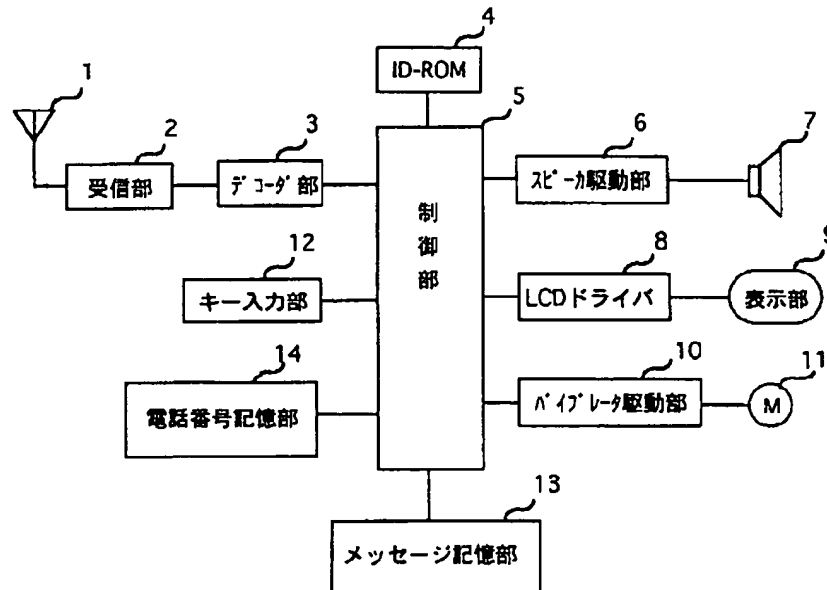 4
ID-ROM
1
5
2
3
6
7
受信部
デコーダ部
スピーカ駆動部
制御部
12
8
9
キー入力部
LCDドライバ
表示部
14
10
11
電話番号記憶部
バイブレータ駆動部
M
13
メッセージ記憶部